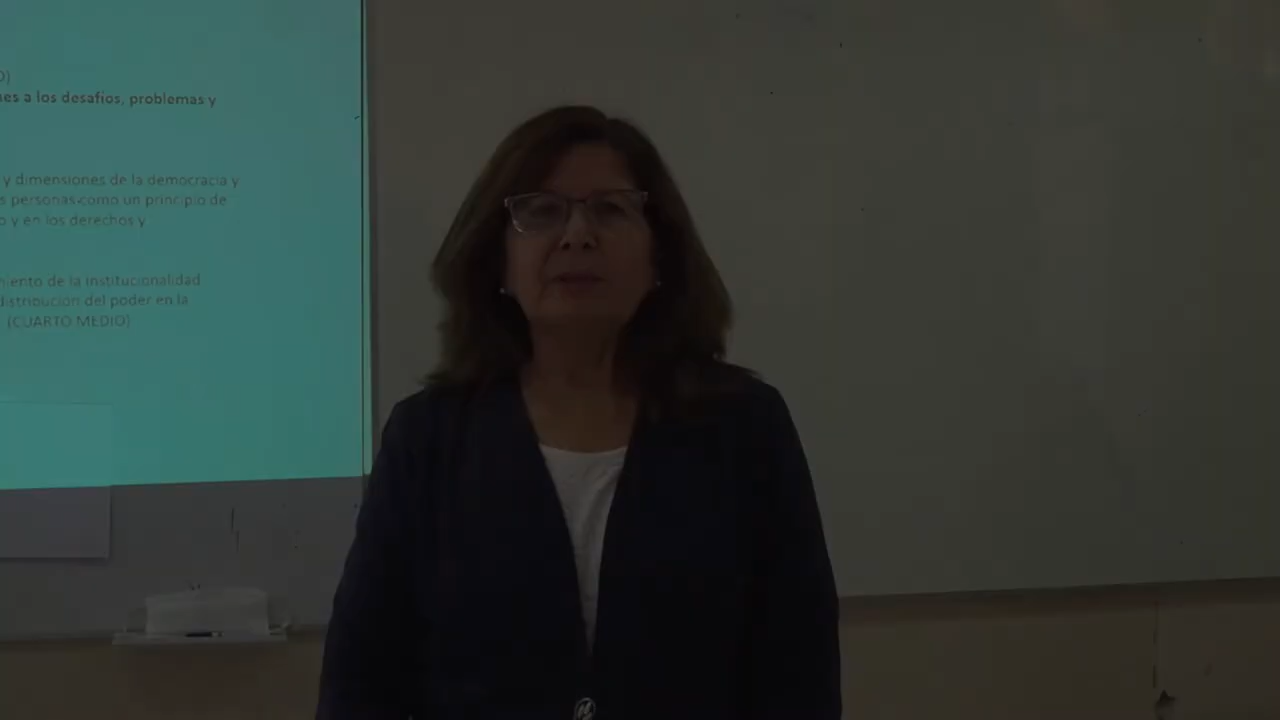 O)
nes a los desafíos, problemas y
y dimensiones de la democracia y
s personas como un principio de
o y en los derechos y
miento de la institucionalidad
distribución del poder en la
(CUARTO MEDIO)